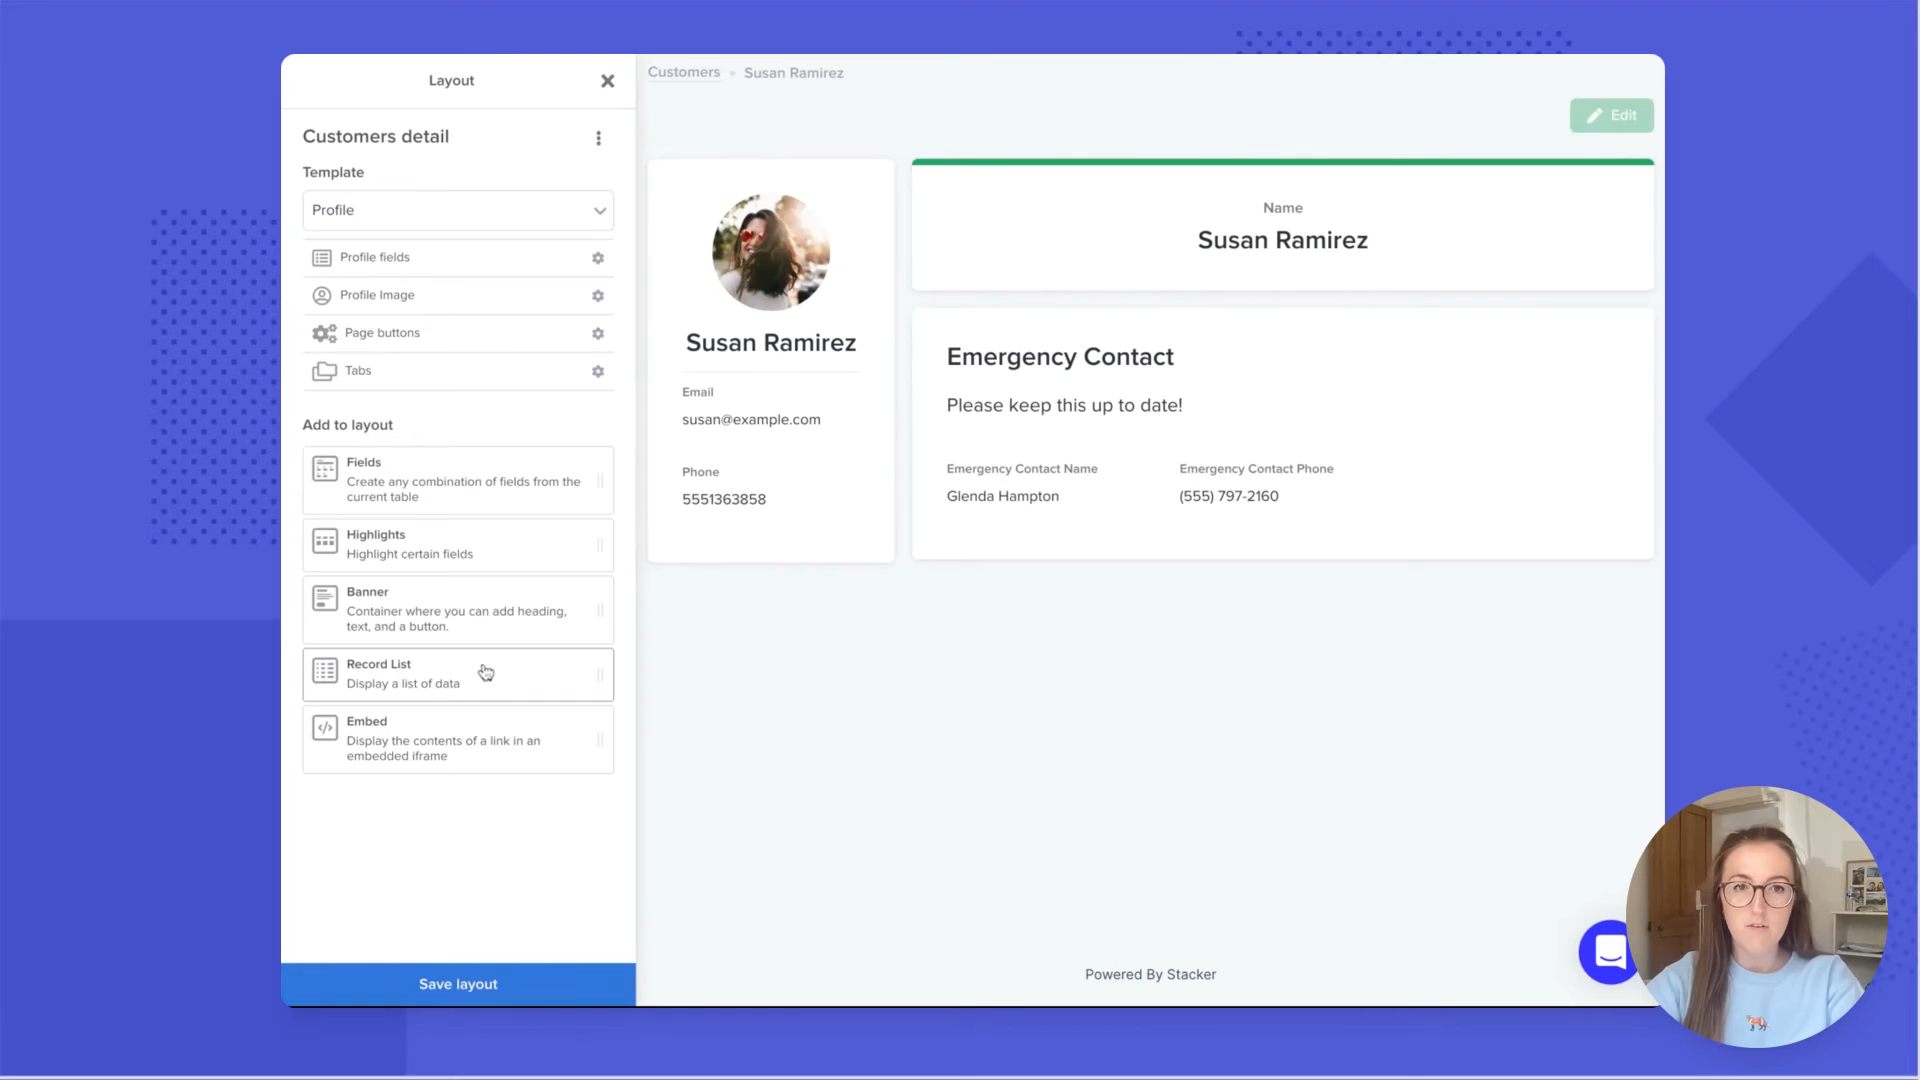 Layout
Customers detail
Template
Profile
Profile fields
Profile Image
Page buttons
Tabs
Add to layout
Fields
Create any combination of fields from the
current table
Highlights
Highlight certain fields
Banner
Container where you can add heading,
text, and a button.
Record List
Display a list of data
Embed
Display the contents of a link in an
embedded iframe
Save layout
Customers • Susan Ramirez
Edit
Susan Ramirez
Email
susan@example.com
Phone
5551363858
Name
Susan Ramirez
Emergency Contact
Please keep this up to date!
Emergency Contact Name
Glenda Hampton
Emergency Contact Phone
(555) 797-2160
Powered By Stacker